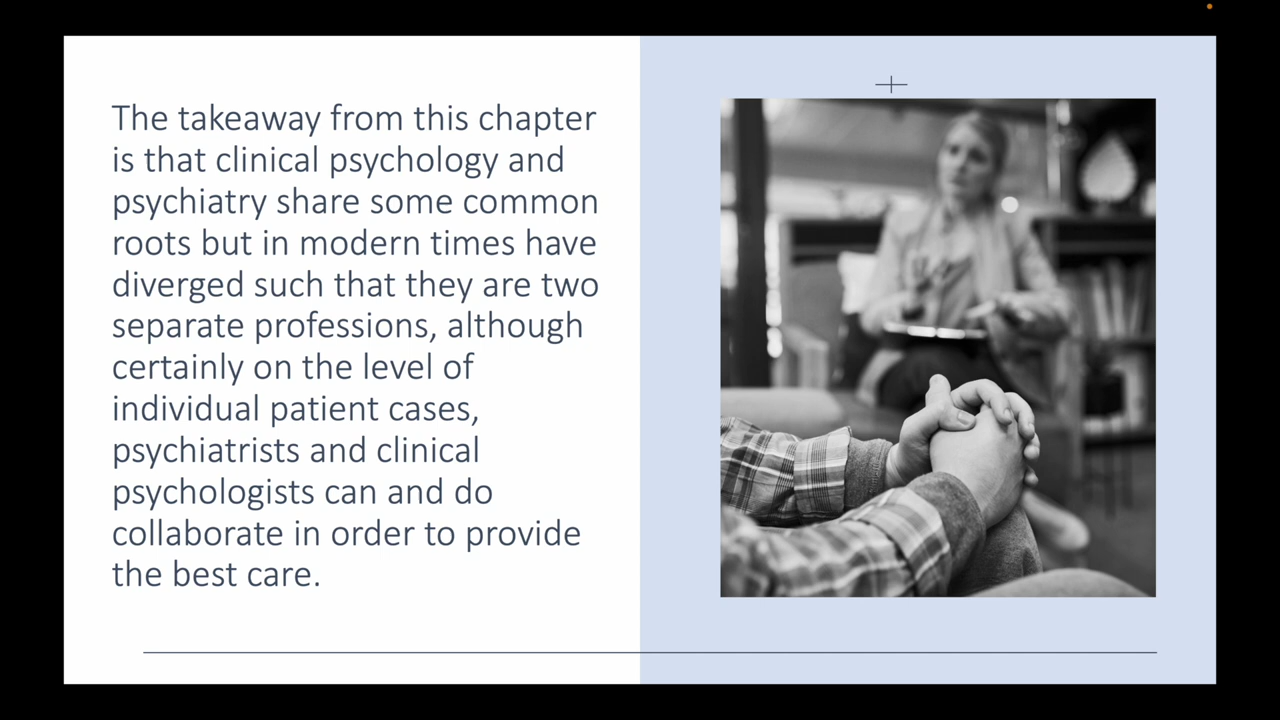 The takeaway from this chapter
is that clinical psychology and
psychiatry share some common
roots but in modern times have
diverged such that they are two
separate professions, although
certainly on the level of
individual patient cases,
psychiatrists and clinical
psychologists can and do
collaborate in order to provide
the best care.